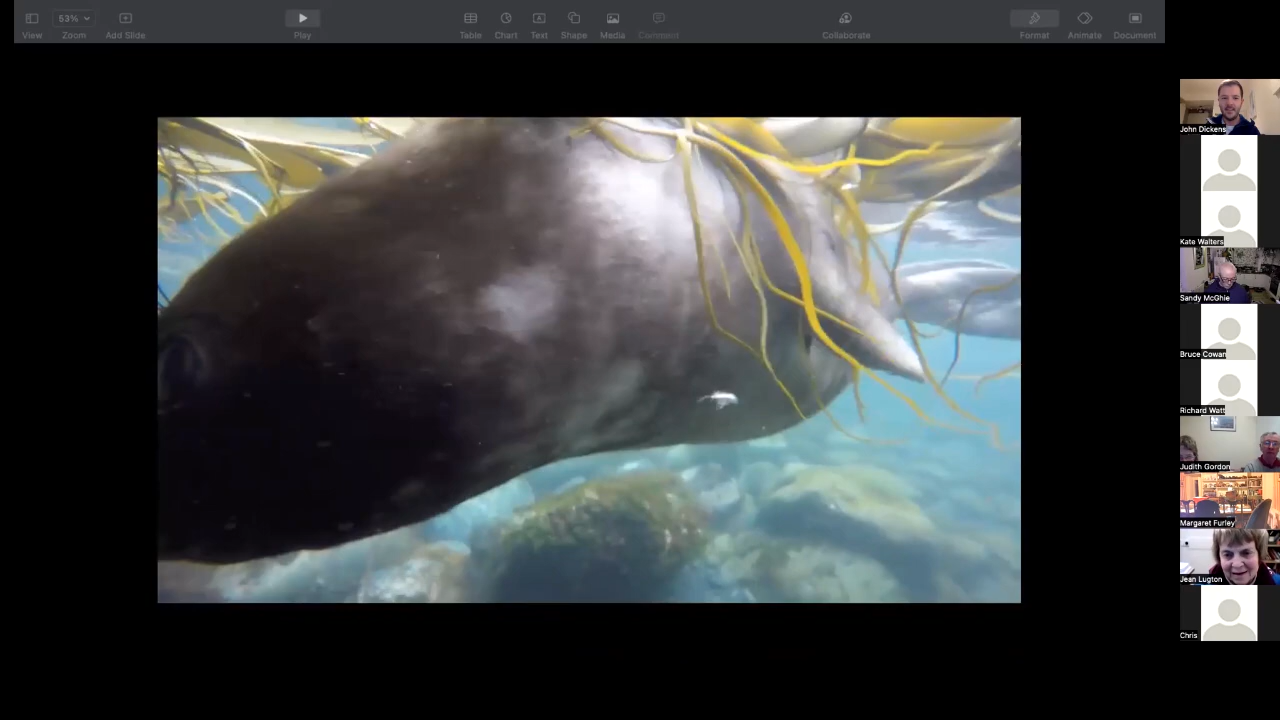 53%
View
Zoom
Add Slide
Play
Table
Chart
Text
Shape
Media
Comment
Collaborate
Format
Animate
Document
John Dickens
Kate Walters
Sandy McGhie
Bruce Cowan
Richard Watt
Judith Gordon
Margaret Furley
Jean Lugton
Chris